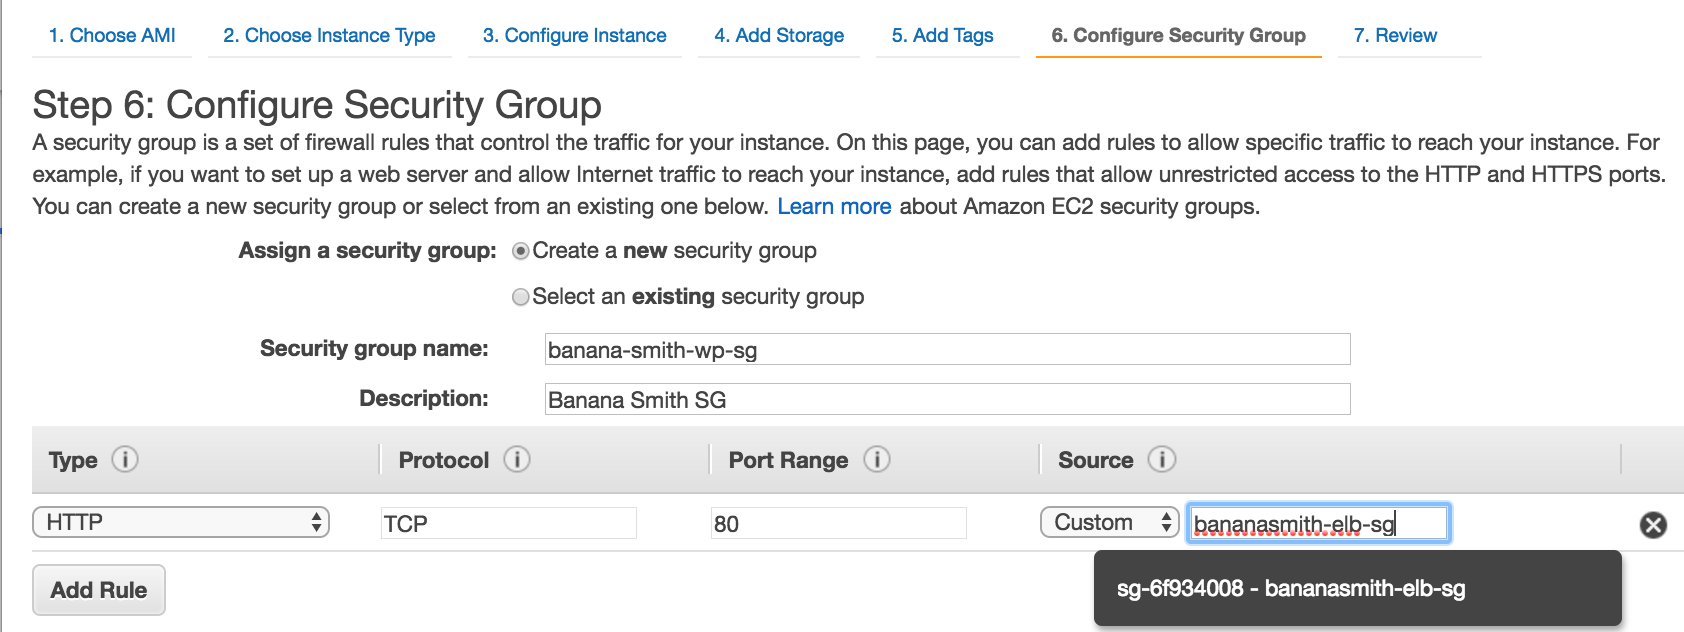 1. Choose AMI 2. Choose Instance Type 3. Configure Instance 4. Add Storage 5. Add Tags 6. Configure Security Group 7. Review
Step 6: Configure Security Group
A security group is a set of firewall rules that control the traffic for your instance. On this page, you can add rules to allow specific traffic to reach your instance. For
example, if you want to set up a web server and allow Internet traffic to reach your instance, add rules that allow unrestricted access to the HTTP and HTTPS ports.
You can create a new security group or select from an existing one below. Learn more about Amazon EC2 security groups.
Assign a security group: Create a new security group
Select an existing security group
Security group name: banana-smith-wp-sg
Description: Banana Smith SG
Type i Protocol i Port Range i Source i
HTTP TCP 80 Custom bananasmith-elb-sg
Add Rule
sg-6f934008 - bananasmith-elb-sg